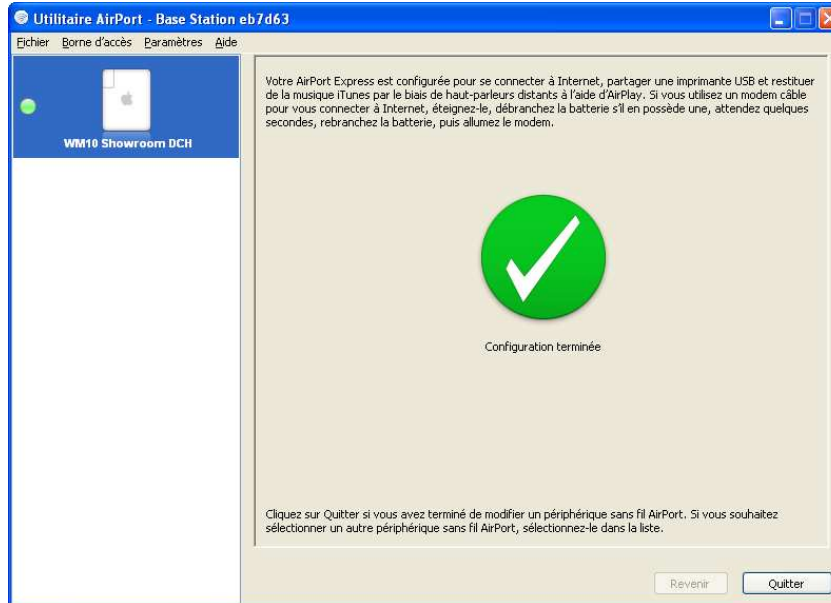 Utilitaire AirPort - Base Station eb7d63
Fichier Borne d'accès Paramètres Aide
WM10 Showroom DCH
Votre AirPort Express est configurée pour se connecter à Internet, partager une imprimante USB et restituer
de la musique iTunes par le biais de haut-parleurs distants à l'aide d'AirPlay. Si vous utilisez un modem câble
pour vous connecter à Internet, éteignez-le, débranchez la batterie s'il en possède une, attendez quelques
secondes, rebranchez la batterie, puis allumez le modem.
Configuration terminée
Cliquez sur Quitter si vous avez terminé de modifier un périphérique sans fil AirPort. Si vous souhaitez
sélectionner un autre périphérique sans fil AirPort, sélectionnez-le dans la liste.
Revenir Quitter